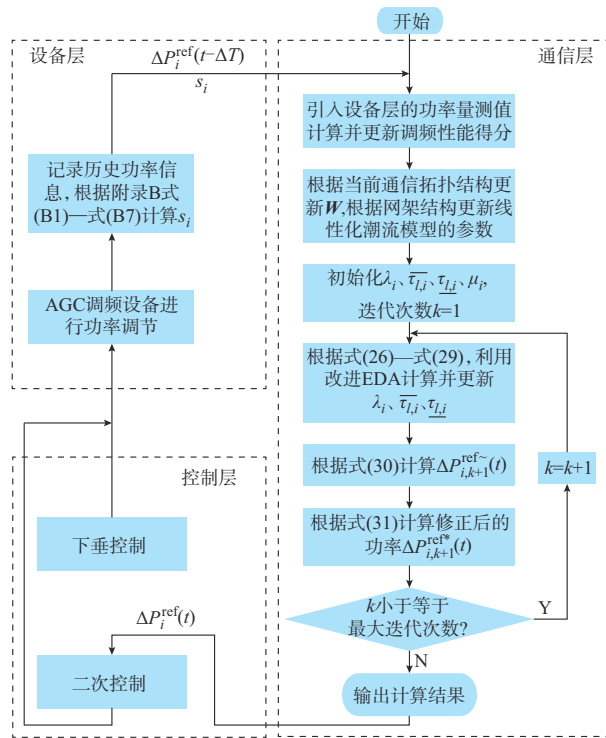 开始
设备层
通信层
ΔP_i^ref(t−ΔT)
s_i
引入设备层的功率量测值
计算并更新调频性能得分
记录历史功率信
息,根据附录B式
(B1)—式(B7)计算s_i
根据当前通信拓扑结构更
新W,根据网架结构更新线
性化潮流模型的参数
初始化λ_i、\overline{τ_{l,i}}、\underline{τ_{l,i}}、μ_i,
迭代次数k=1
AGC调频设备进
行功率调节
根据式(26)—式(29),利用
改进EDA计算并更新
λ_i、\overline{τ_{l,i}}、\underline{τ_{l,i}}
根据式(30)计算ΔP_{i,k+1}^{ref~}(t)
k=k+1
控制层
下垂控制
根据式(31)计算修正后的
功率ΔP_{i,k+1}^{ref*}(t)
k小于等于
最大迭代次数?
Y
N
ΔP_i^ref(t)
二次控制
输出计算结果